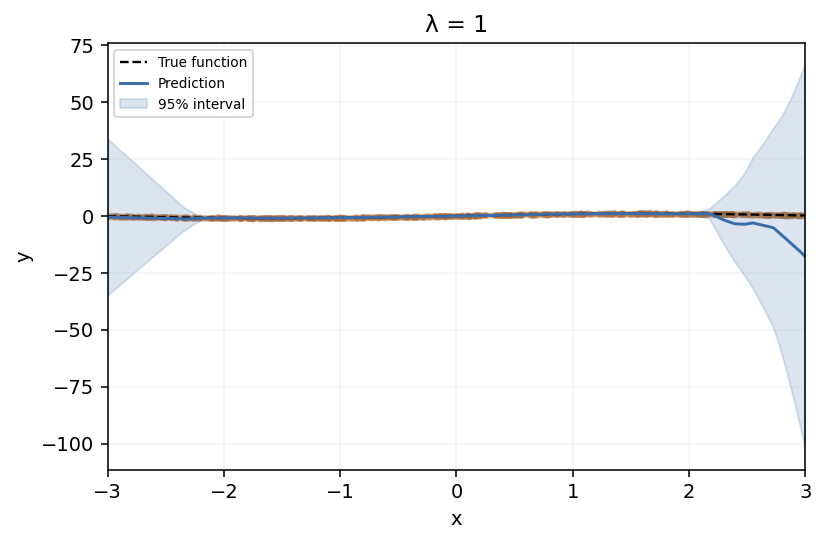 λ = 1
True function
Prediction
95% interval
75
50
25
0
−25
−50
−75
−100
y
−3
−2
−1
0
1
2
3
x